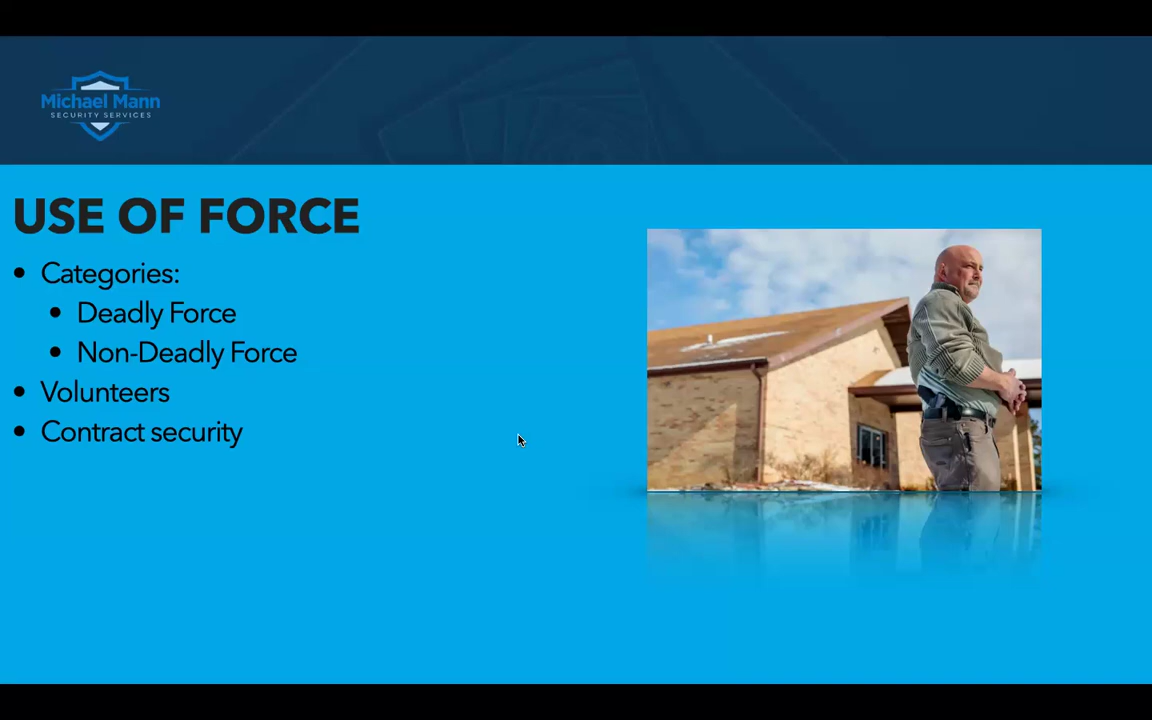 Michael Mann
SECURITY SERVICES
USE OF FORCE
• Categories:
• Deadly Force
• Non-Deadly Force
• Volunteers
• Contract security